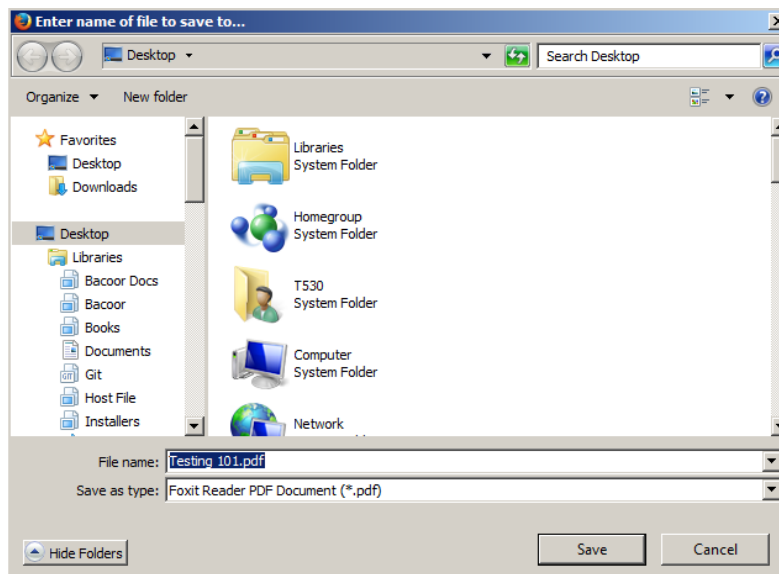 Enter name of file to save to...
Desktop
Search Desktop
Organize
New folder
Favorites
Desktop
Downloads
Desktop
Libraries
Bacoor Docs
Bacoor
Books
Documents
GIT
Git
Host File
Installers
Libraries
System Folder
Homegroup
System Folder
T530
System Folder
Computer
System Folder
Network
File name: Testing 101.pdf
Save as type: Foxit Reader PDF Document (*.pdf)
Hide Folders
Save
Cancel